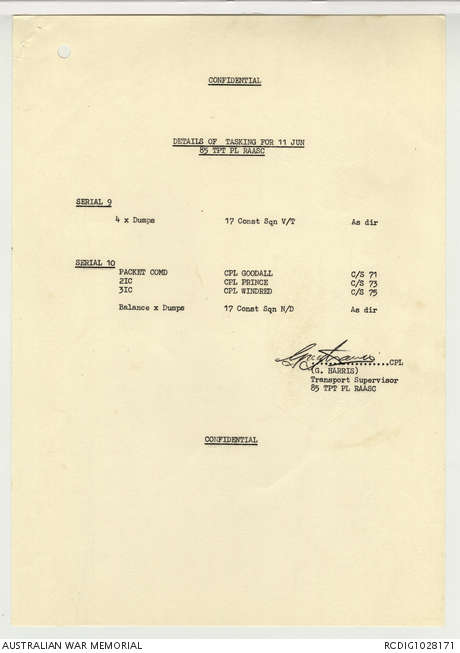 CONFIDENTIAL
DETAILS OF TASKING FOR 11 JUN
85 TPT PL RAASC
SERIAL 9
4 x Dumps 17 Const Sqn V/T As dir
SERIAL 10
PACKET COMD CPL GOODALL C/S 71
2IC CPL PRINCE C/S 73
3IC CPL WINDRED C/S 75
Balance x Dumps 17 Const Sqn N/D As dir
....................CPL
(G. HARRIS)
Transport Supervisor
85 TPT PL RAASC
CONFIDENTIAL
AUSTRALIAN WAR MEMORIAL RCDIG1028171